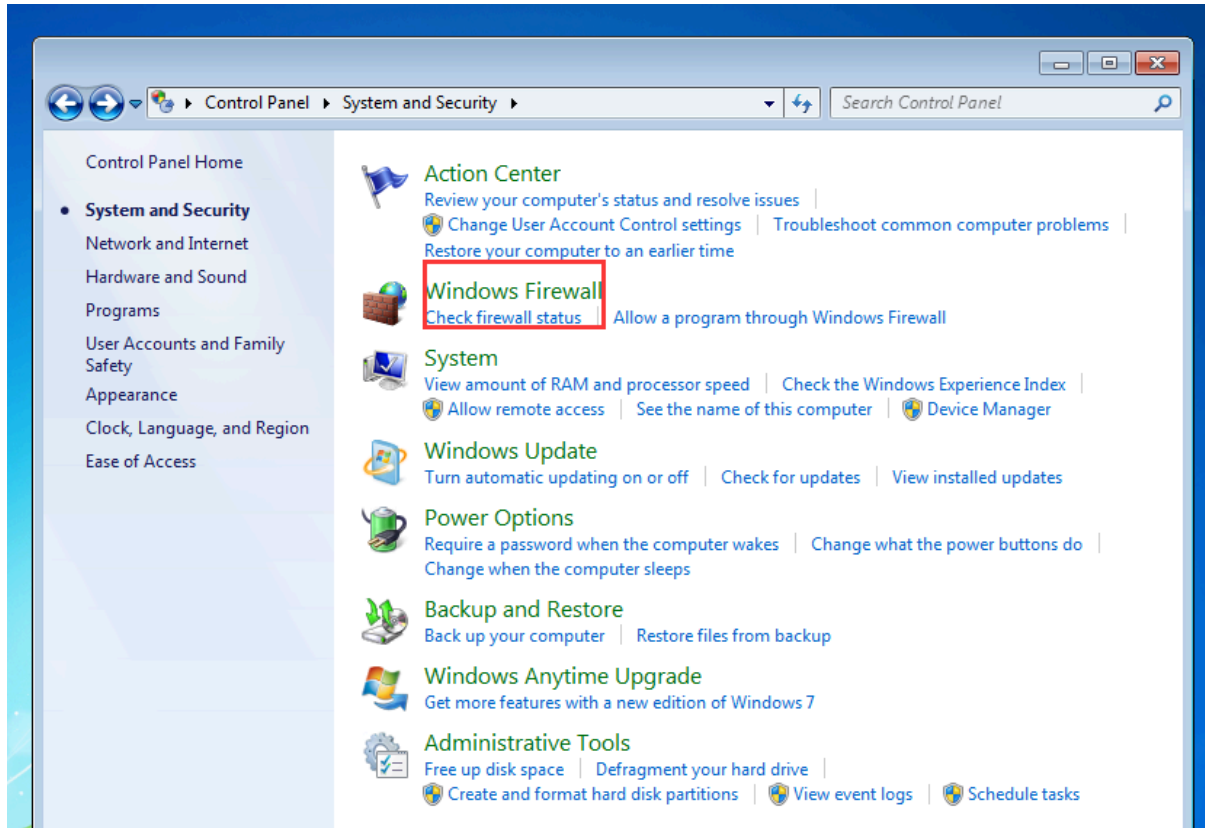 Control Panel System and Security
Search Control Panel
Control Panel Home
System and Security
Network and Internet
Hardware and Sound
Programs
User Accounts and Family
Safety
Appearance
Clock, Language, and Region
Ease of Access
Action Center
Review your computer's status and resolve issues
Change User Account Control settings Troubleshoot common computer problems
Restore your computer to an earlier time
Windows Firewall
Check firewall status Allow a program through Windows Firewall
System
View amount of RAM and processor speed Check the Windows Experience Index
Allow remote access See the name of this computer Device Manager
Windows Update
Turn automatic updating on or off Check for updates View installed updates
Power Options
Require a password when the computer wakes Change what the power buttons do
Change when the computer sleeps
Backup and Restore
Back up your computer Restore files from backup
Windows Anytime Upgrade
Get more features with a new edition of Windows 7
Administrative Tools
Free up disk space Defragment your hard drive
Create and format hard disk partitions View event logs Schedule tasks